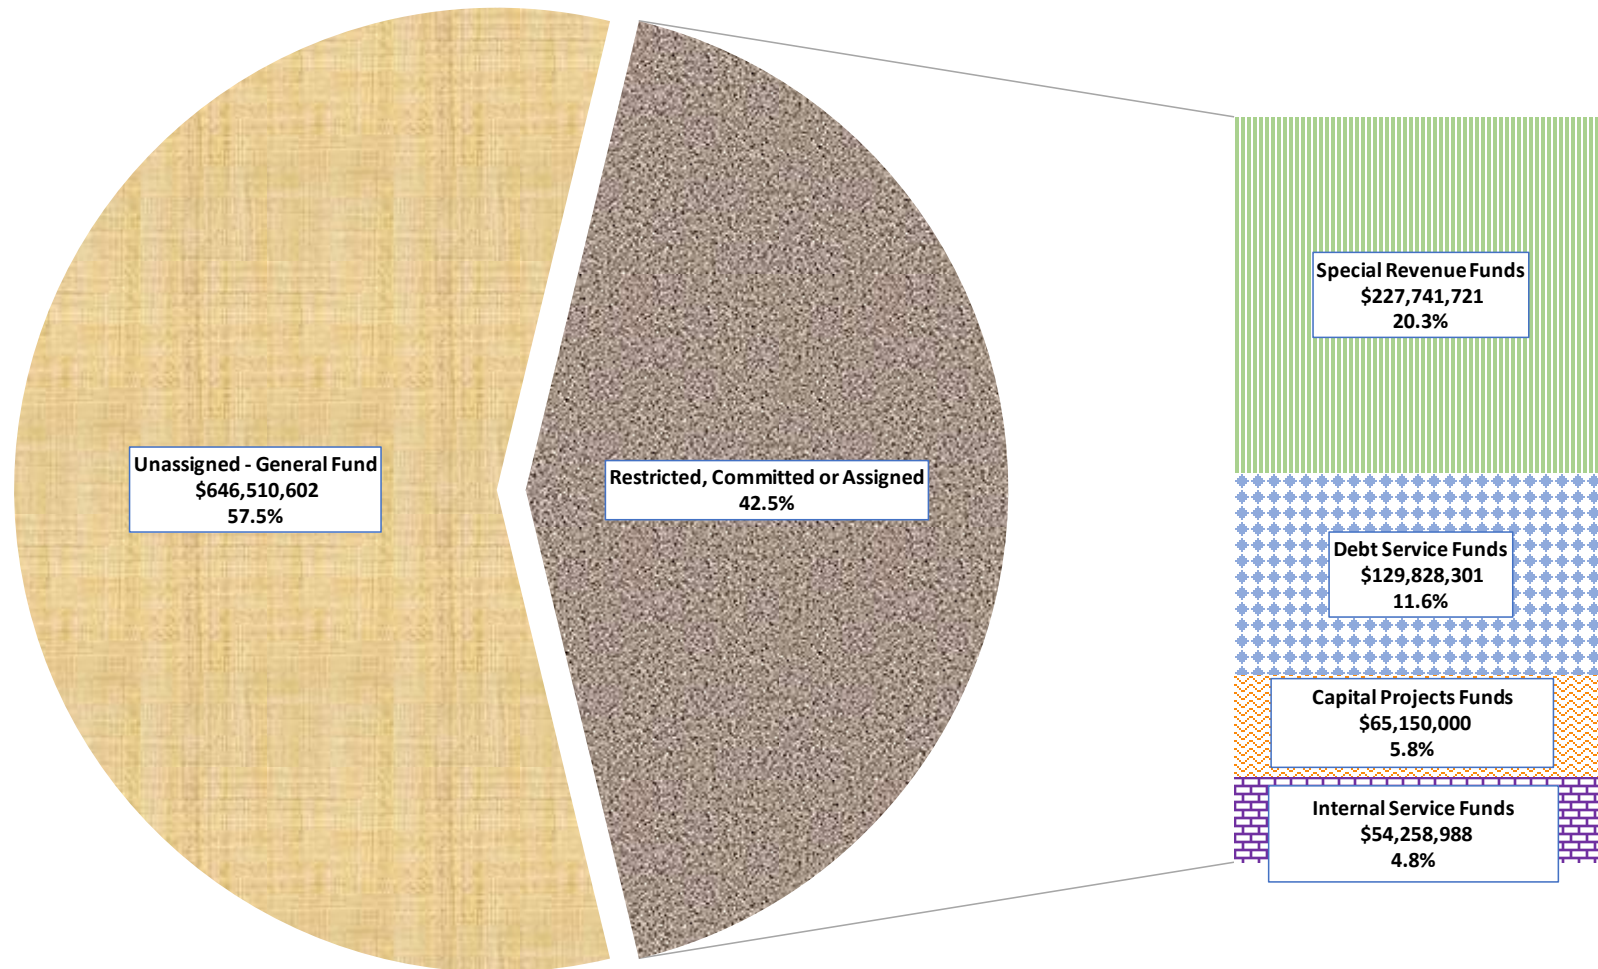 Unassigned - General Fund
$646,510,602
57.5%
Restricted, Committed or Assigned
42.5%
Special Revenue Funds
$227,741,721
20.3%
Debt Service Funds
$129,828,301
11.6%
Capital Projects Funds
$65,150,000
5.8%
Internal Service Funds
$54,258,988
4.8%